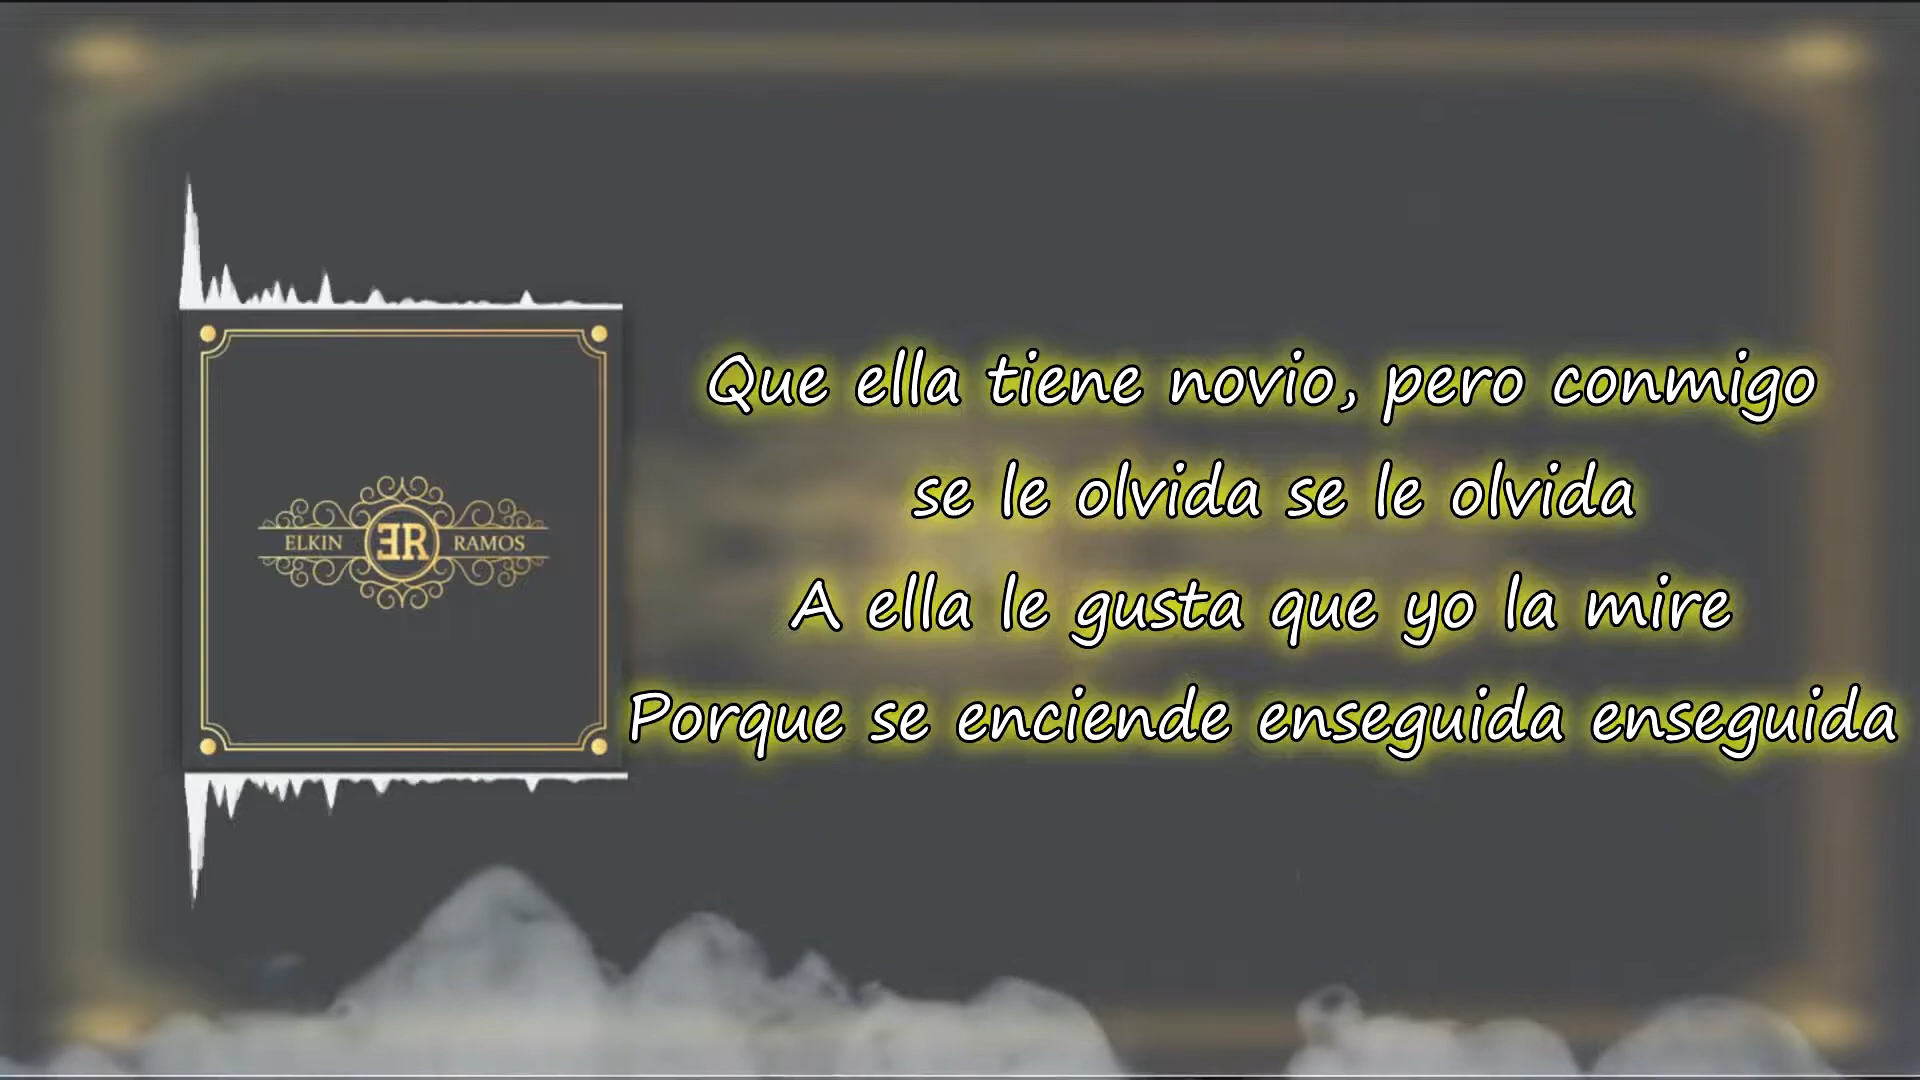 ELKIN ƎR RAMOS
Que ella tiene novio, pero conmigo
se le olvida se le olvida
A ella le gusta que yo la mire
Porque se enciende enseguida enseguida